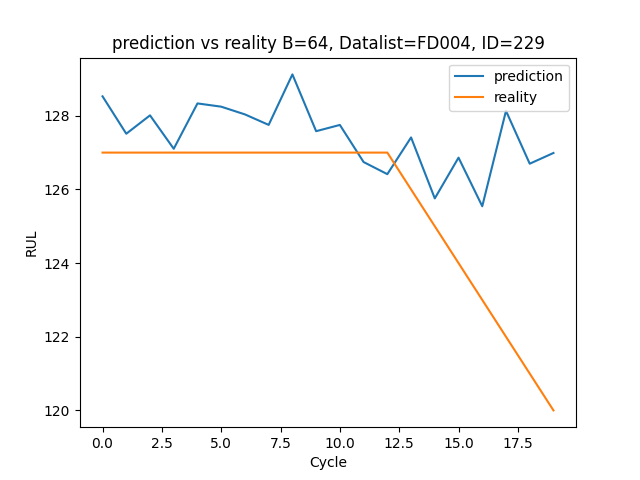 prediction vs reality B=64, Datalist=FD004, ID=229
prediction
reality
128
126
124
122
120
RUL
0.0 2.5 5.0 7.5 10.0 12.5 15.0 17.5
Cycle